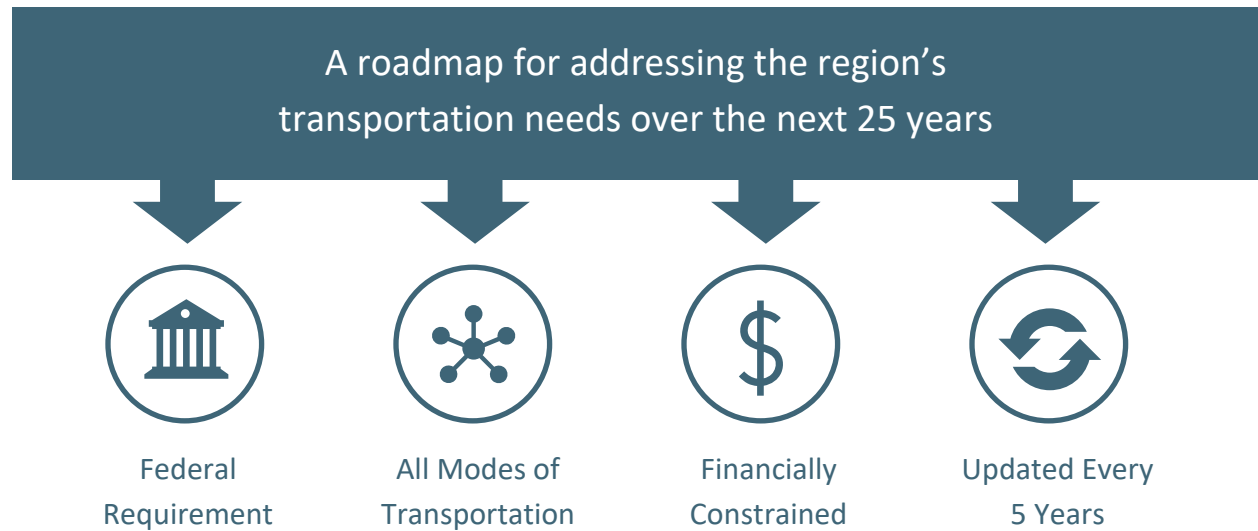 A roadmap for addressing the region’s
transportation needs over the next 25 years
Federal
Requirement
All Modes of
Transportation
Financially
Constrained
Updated Every
5 Years